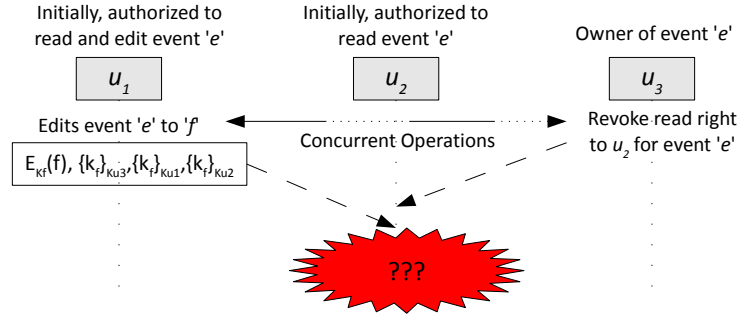 Initially, authorized to
read and edit event 'e'
Initially, authorized to
read event 'e'
Owner of event 'e'
u1
u2
u3
Edits event 'e' to 'f'
Concurrent Operations
Revoke read right
to u2 for event 'e'
EKf(f), {kf}Ku3,{kf}Ku1,{kf}Ku2
???